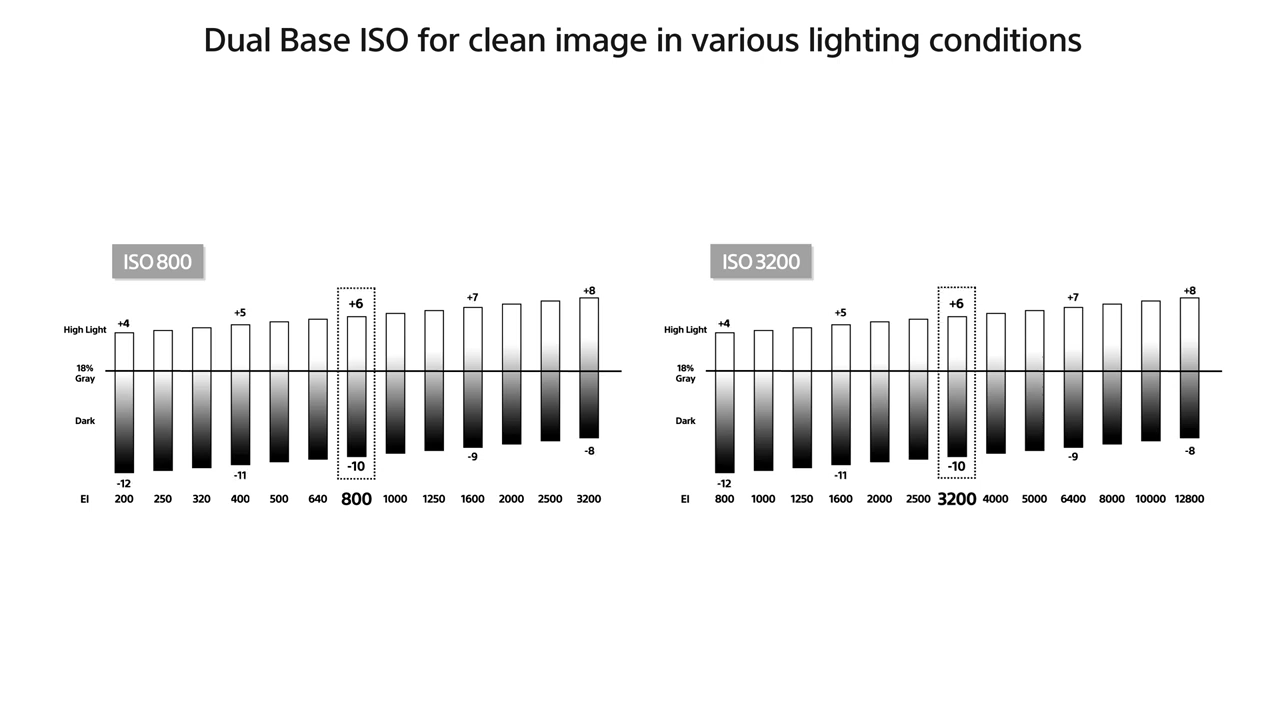 Dual Base ISO for clean image in various lighting conditions
ISO 800
+4
+5
+6
+7
+8
High Light
18%
Gray
Dark
-12
-11
-10
-9
-8
EI 200 250 320 400 500 640 800 1000 1250 1600 2000 2500 3200
ISO 3200
+4
+5
+6
+7
+8
High Light
18%
Gray
Dark
-12
-11
-10
-9
-8
EI 800 1000 1250 1600 2000 2500 3200 4000 5000 6400 8000 10000 12800